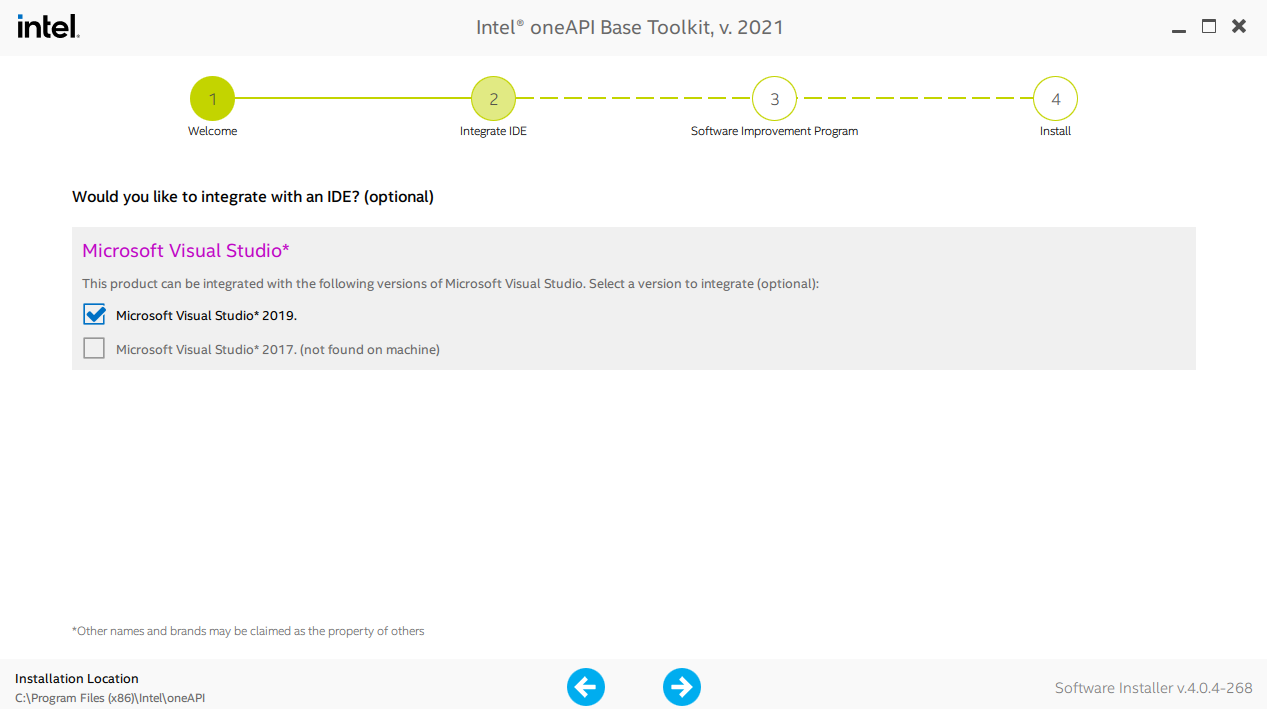 intel.
Intel® oneAPI Base Toolkit, v. 2021
1
2
3
4
Welcome
Integrate IDE
Software Improvement Program
Install
Would you like to integrate with an IDE? (optional)
Microsoft Visual Studio*
This product can be integrated with the following versions of Microsoft Visual Studio. Select a version to integrate (optional):
Microsoft Visual Studio* 2019.
Microsoft Visual Studio* 2017. (not found on machine)
*Other names and brands may be claimed as the property of others
Installation Location
C:\Program Files (x86)\Intel\oneAPI
Software Installer v.4.0.4-268